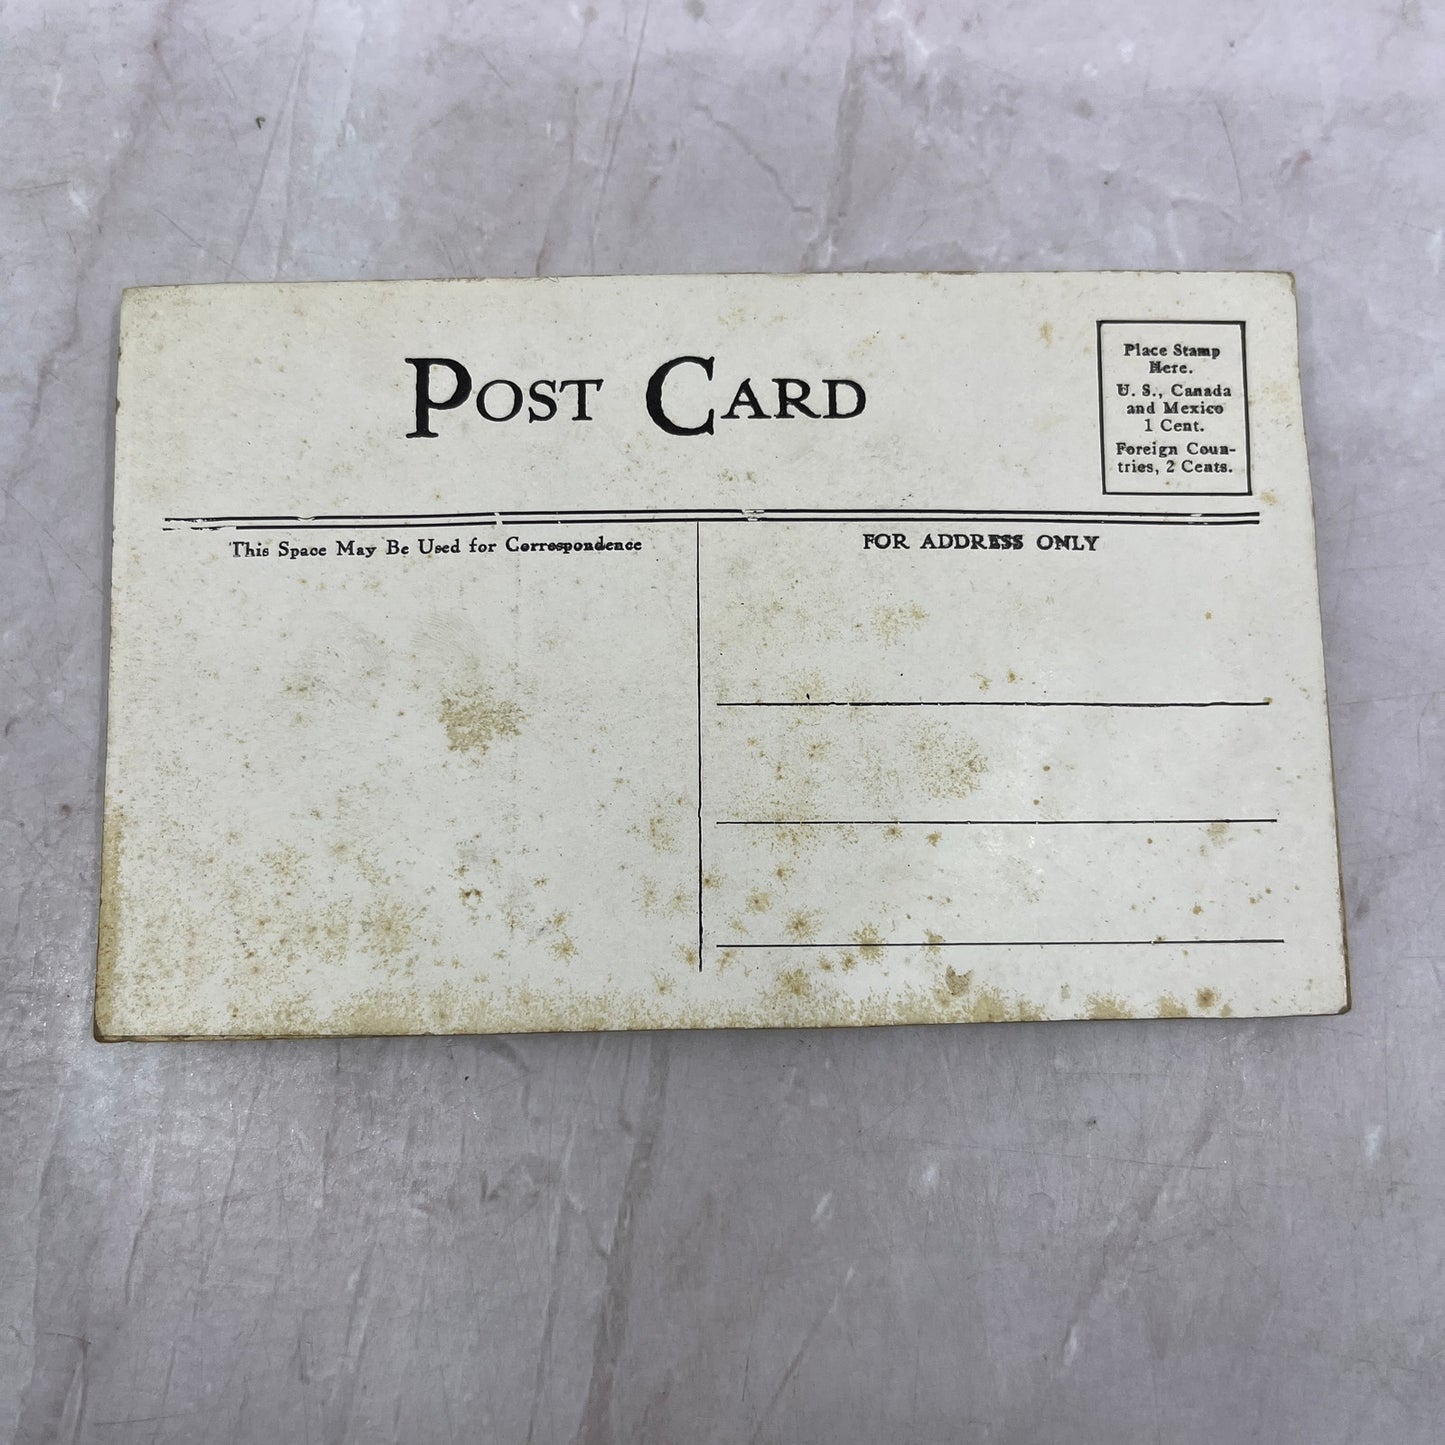 POST CARD
Place Stamp
Here.
U. S., Canada
and Mexico
1 Cent.
Foreign Coun-
tries, 2 Cents.
This Space May Be Used for Correspondence
FOR ADDRESS ONLY